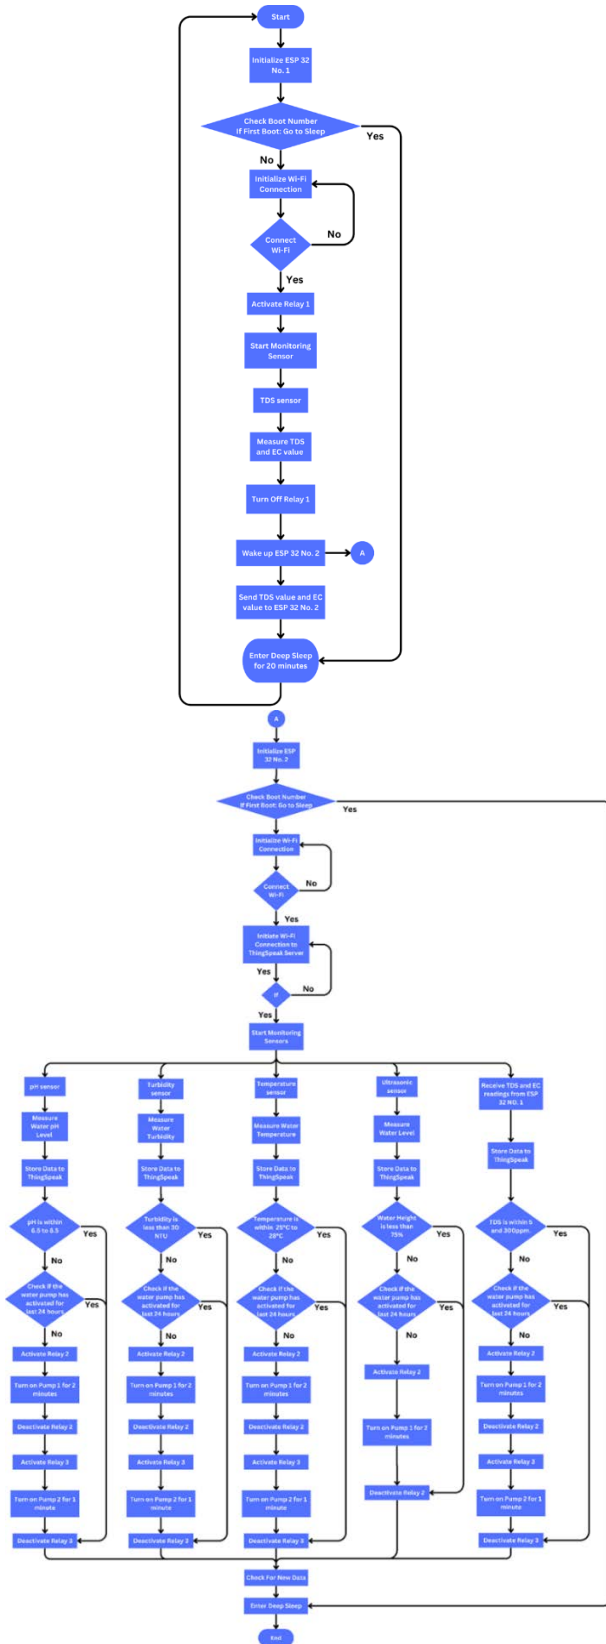 Start
Initialize ESP 32
No. 1
Check Boot Number
If First Boot: Go to Sleep
Yes
No
Initialize Wi-Fi
Connection
No
Connect
Wi-Fi
Yes
Activate Relay 1
Start Monitoring
Sensor
TDS sensor
Measure TDS
and EC value
Turn Off Relay 1
Wake up ESP 32 No. 2
A
Send TDS value and EC
value to ESP 32 No. 2
Enter Deep Sleep
for 20 minutes
A
Initialize ESP
32 No. 2
Check Boot Number
If First Boot: Go to Sleep
Yes
No
Initialize Wi-Fi
Connection
No
Connect
Wi-Fi
Yes
Initiate Wi-Fi
Connection to
ThingSpeak Server
Yes
No
If
Yes
Start Monitoring
Sensors
pH sensor
Measure
Water pH
Level
Store Data to
ThingSpeak
pH is within
Yes
No
Check if the
water pump has
activated for
last 24 hours
Yes
No
Activate Relay 2
Turn on Pump 1 for 2
minutes
Deactivate Relay 2
Activate Relay 3
Turn on Pump 2 for 1
minute
Deactivate Relay 3
Turbidity
sensor
Measure
Water
Turbidity
Store Data to
ThingSpeak
Turbidity is
less than 30
NTU
Yes
No
Check if the
water pump has
activated for
last 24 hours
Yes
No
Activate Relay 2
Turn on Pump 1 for 2
minutes
Deactivate Relay 2
Activate Relay 3
Turn on Pump 2 for 1
minute
Deactivate Relay 3
Temperature
sensor
Measure Water
Temperature
Store Data to
ThingSpeak
Temperature is
within 25°C to
28°C
Yes
No
Check if the
water pump has
activated for
last 24 hours
Yes
No
Activate Relay 2
Turn on Pump 1 for 2
minutes
Deactivate Relay 2
Activate Relay 3
Turn on Pump 2 for 1
minute
Deactivate Relay 3
Ultrasonic
sensor
Measure
Water Level
Store Data to
ThingSpeak
Water Height
is less than
75%
Yes
No
Check if the
water pump has
activated for
last 24 hours
Yes
No
Activate Relay 2
Turn on Pump 1 for 2
minutes
Deactivate Relay 2
Receive TDS and EC
readings from ESP
32 NO. 1
Store Data to
ThingSpeak
TDS is within
and 300ppm
Yes
No
Check if the
water pump has
activated for
last 24 hours
Yes
No
Activate Relay 2
Turn on Pump 1 for 2
minutes
Deactivate Relay 2
Activate Relay 3
Turn on Pump 2 for 1
minute
Deactivate Relay 3
Check For New Data
Enter Deep Sleep
End